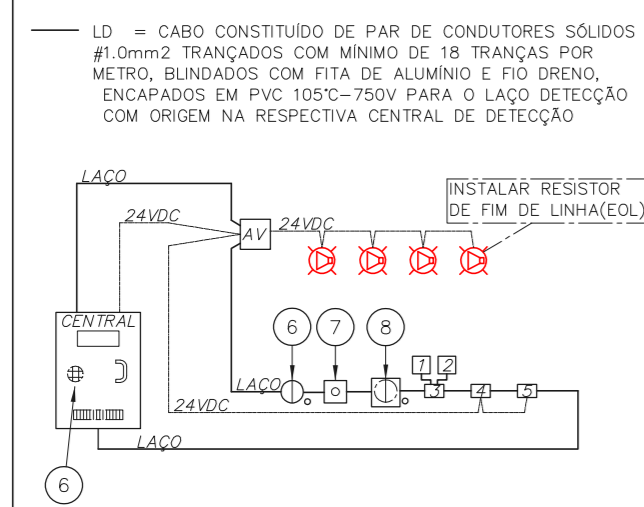 LD = CABO CONSTITUÍDO DE PAR DE CONDUTORES SÓLIDOS
#1.0mm2 TRANÇADOS COM MÍNIMO DE 18 TRANÇAS POR
METRO, BLINDADOS COM FITA DE ALUMÍNIO E FIO DRENO,
ENCAPADOS EM PVC 105°C-750V PARA O LAÇO DETECÇÃO
COM ORIGEM NA RESPECTIVA CENTRAL DE DETECÇÃO
LAÇO
INSTALAR RESISTOR
DE FIM DE LINHA(EOL)
24VDC
24VDC
AV
CENTRAL
6
7
8
1
2
LAÇO
3
4
5
24VDC
LAÇO
6